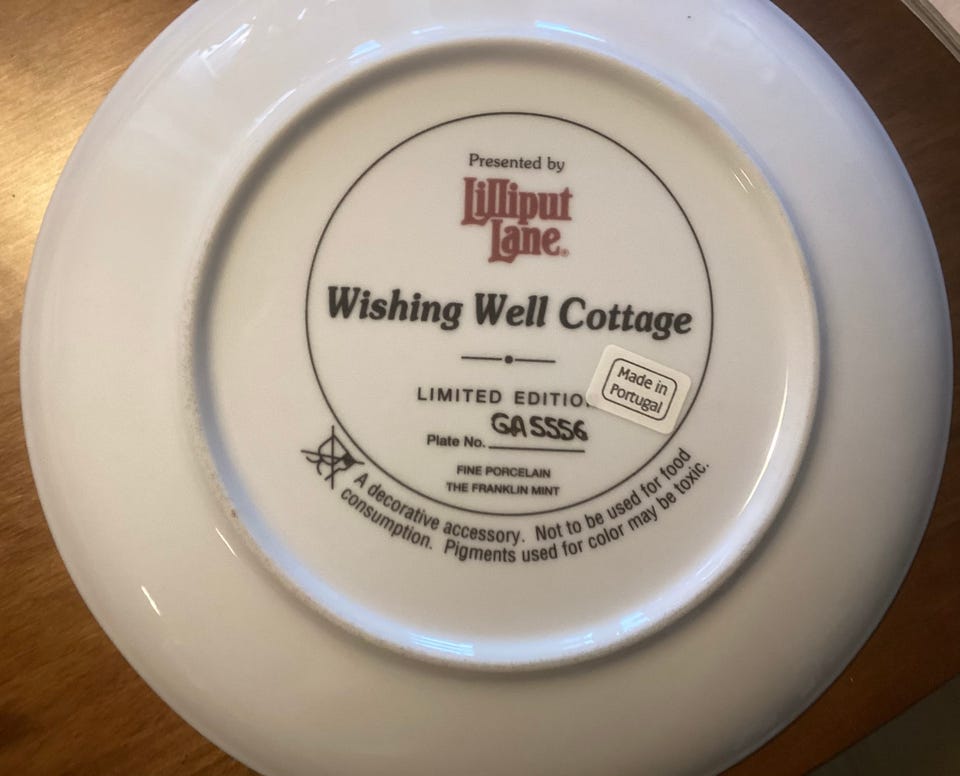 Presented by
Lilliput
Lane®
Wishing Well Cottage
LIMITED EDITIO
Made in
Portugal
Plate No. GA5556
FINE PORCELAIN
THE FRANKLIN MINT
A decorative accessory. Not to be used for food
consumption. Pigments used for color may be toxic.